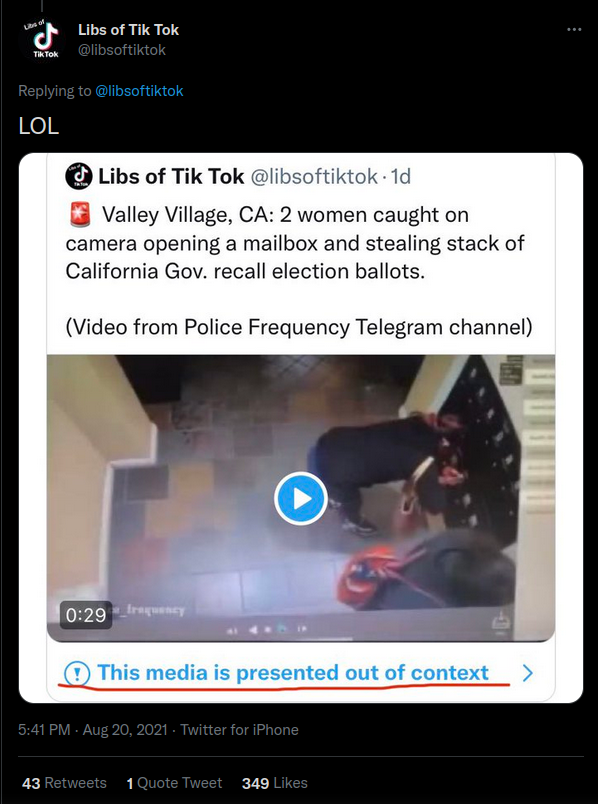 Libs of
TikTok
Libs of Tik Tok
@libsoftiktok
Replying to @libsoftiktok
LOL
Libs of Tik Tok @libsoftiktok · 1d
🚨 Valley Village, CA: 2 women caught on
camera opening a mailbox and stealing stack of
California Gov. recall election ballots.
(Video from Police Frequency Telegram channel)
0:29
_frequency
This media is presented out of context
5:41 PM · Aug 20, 2021 · Twitter for iPhone
43 Retweets 1 Quote Tweet 349 Likes